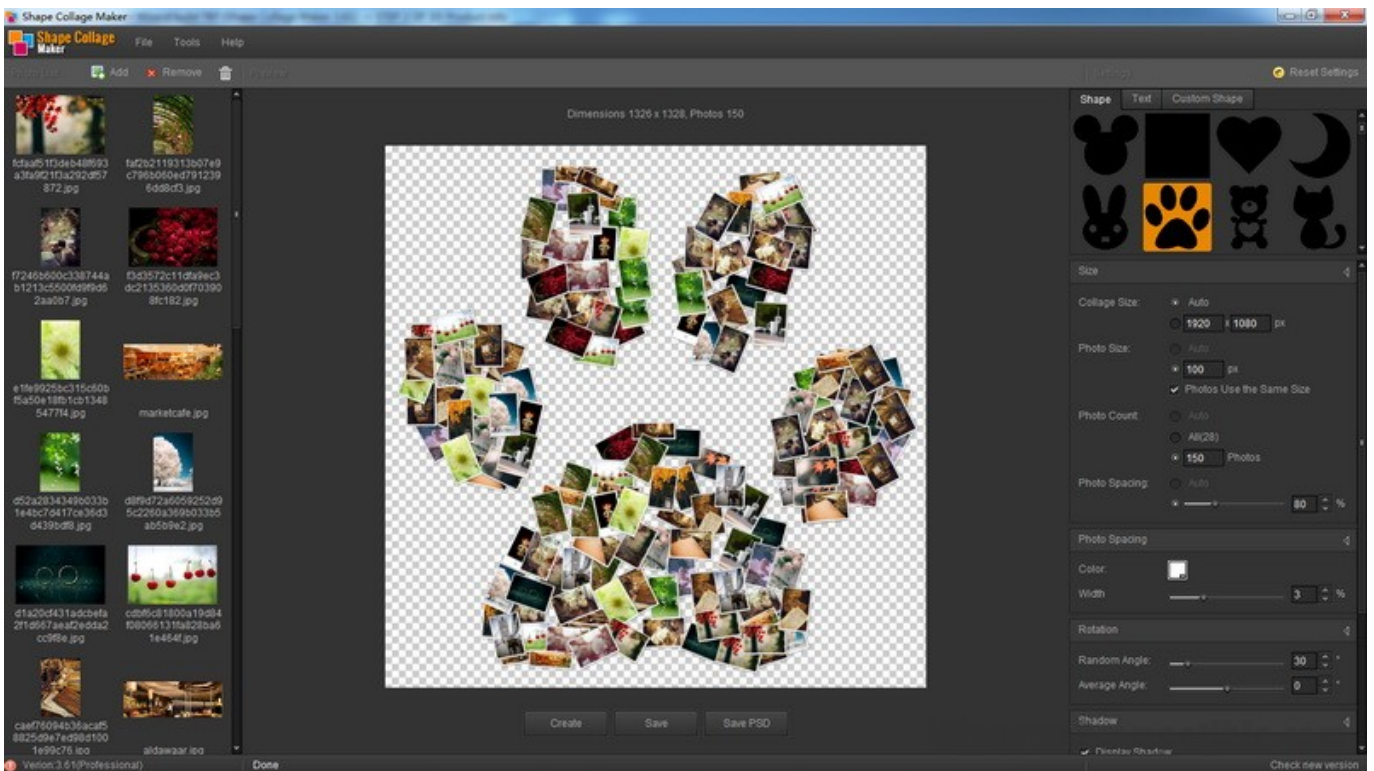 Shape Collage Maker
Shape Collage
Maker
File Tools Help
Add Remove
Reset Settings
fcfaaf51f3deb48f693
a3fa9f21f3a292df57
872.jpg
faf2b2119313b07e9
c796b060ed791239
6dd8cf3.jpg
f7246b600c338744a
b1213c5500fd9f9d6
2aa0b7.jpg
f3d3572c11dfa9ec3
dc2135360d0f70390
8fc182.jpg
e1fe9925bc315c60b
f5a50e18fb1cb1348
5477f4.jpg
marketcafe.jpg
d52a2834349b033b
1e4bc7d417ce36d3
d439bdf8.jpg
d8f9d72a6059252d9
5c2260a369b033b5
ab5b9e2.jpg
d1a20cf431adcbefa
2f1d667aeaf2edda2
cc9f8e.jpg
cdbf6c81800a19d84
f08066131fa828ba6
1e464f.jpg
caef76094b36acaf5
8825d9e7ed98d100
1e99c76.jpg
aldawaar.jpg
Dimensions 1326 x 1328, Photos 150
Create Save Save PSD
Shape Text Custom Shape
Size
Collage Size: Auto
1920 x 1080 px
Photo Size: Auto
100 px
Photos Use the Same Size
Photo Count: Auto
All(28)
150 Photos
Photo Spacing: Auto
80 %
Photo Spacing
Color:
Width 3 %
Rotation
Random Angle: 30 °
Average Angle: 0 °
Shadow
Display Shadow
Verion:3.61(Professional)
Done
Check new version